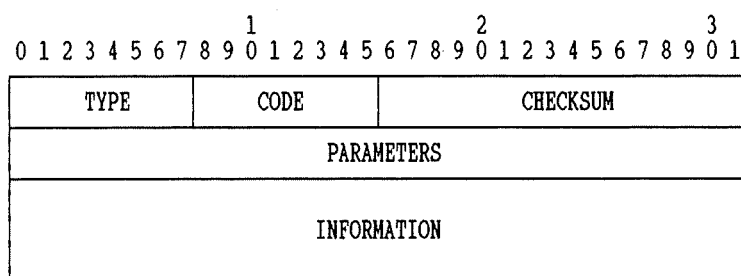 1 2 3
0 1 2 3 4 5 6 7 8 9 0 1 2 3 4 5 6 7 8 9 0 1 2 3 4 5 6 7 8 9 0 1
TYPE CODE CHECKSUM
PARAMETERS
INFORMATION